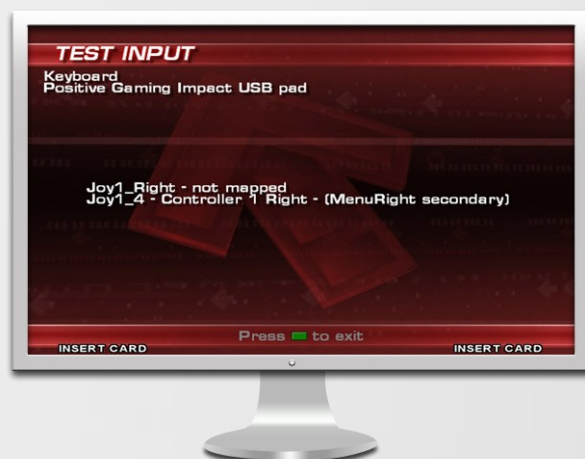 TEST INPUT
Keyboard
Positive Gaming Impact USB pad
Joy1_Right - not mapped
Joy1_4 - Controller 1 Right - (MenuRight secondary)
Press to exit
INSERT CARD
INSERT CARD